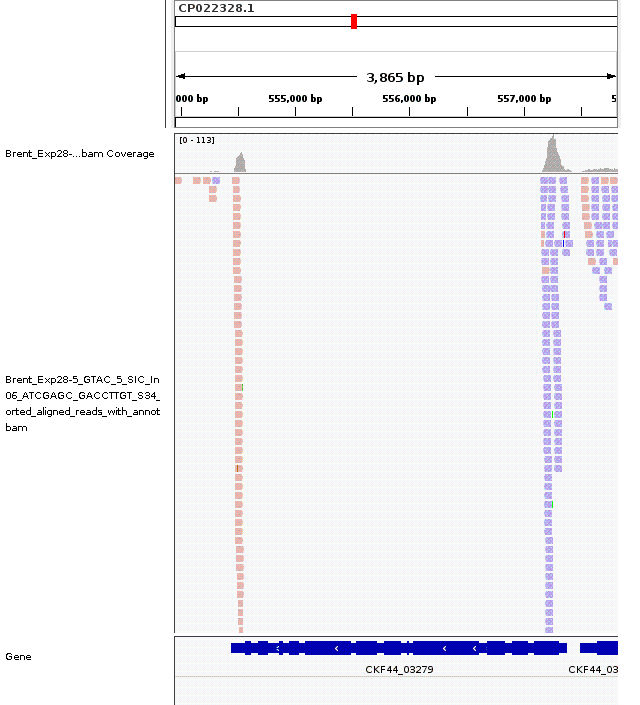 CP022328.1
3,865 bp
000 bp
555,000 bp
556,000 bp
557,000 bp
5
[0 - 113]
Brent_Exp28-...bam Coverage
Brent_Exp28-5_GTAC_5_SIC_In
06_ATCGAGC_GACCTTGT_S34_
orted_aligned_reads_with_annot
bam
Gene
CKF44_03279
CKF44_03